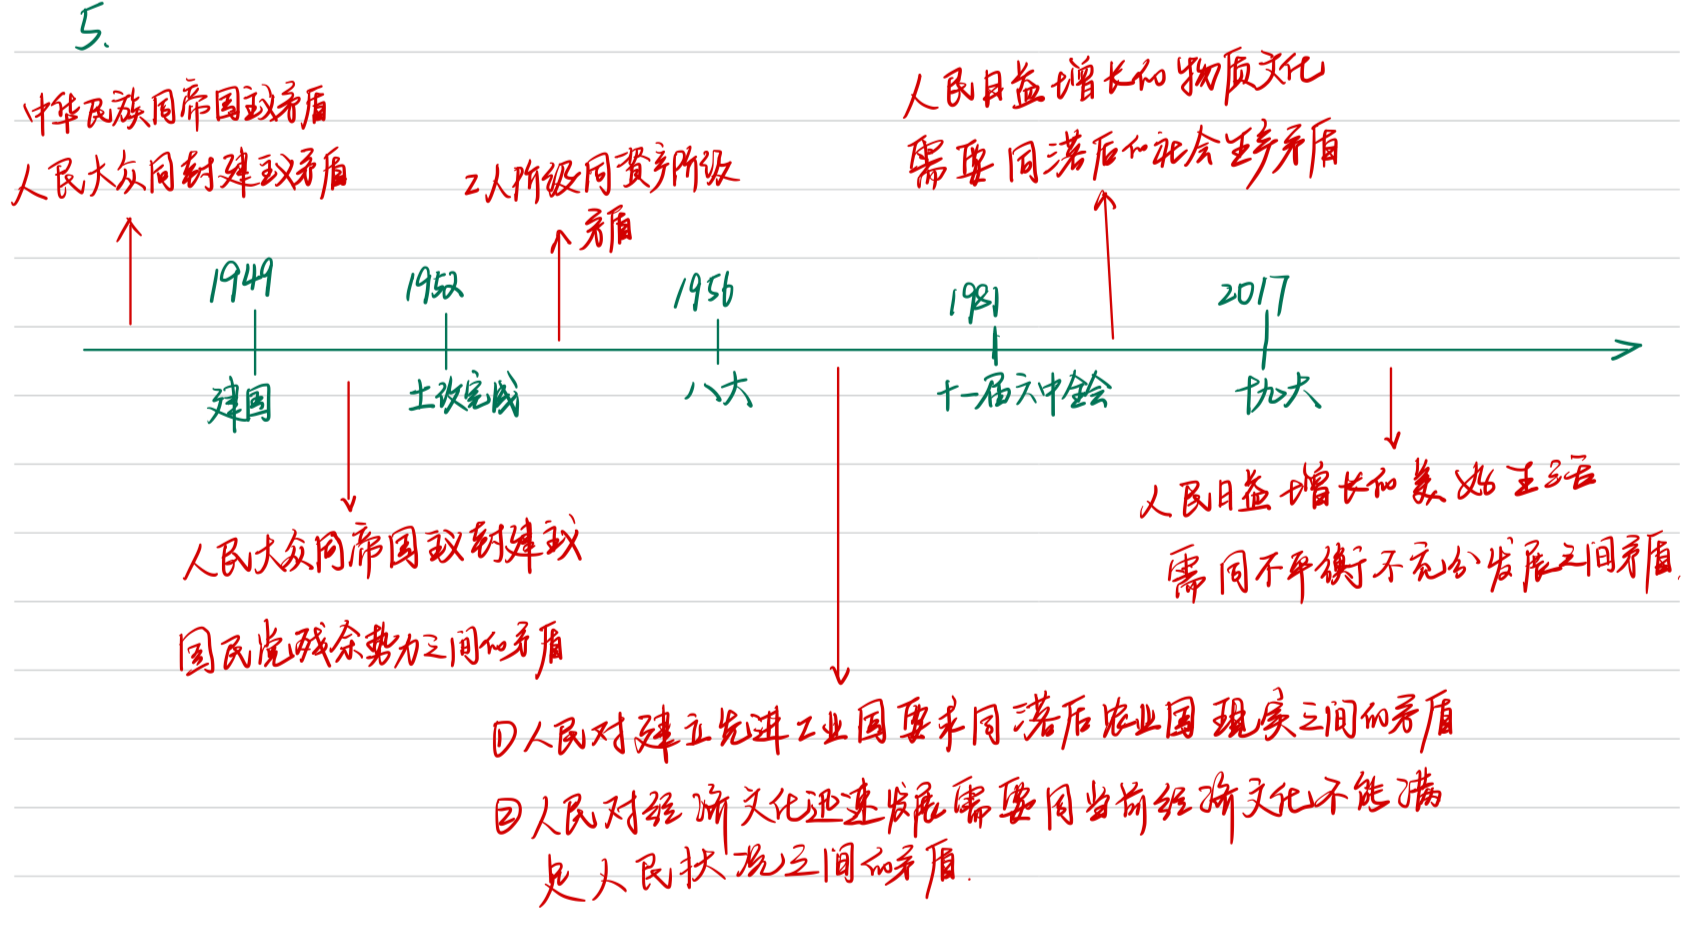 5.
中华民族同帝国主义矛盾
人民大众同封建主义矛盾
工人阶级同资产阶级
矛盾
人民日益增长的物质文化
需要同落后的社会生产矛盾
1949
1952
1956
1981
2017
建国
土改完成
八大
十一届六中全会
十九大
人民大众同帝国主义封建主义
国民党残余势力之间的矛盾
人民日益增长的美好生活
需同不平衡不充分发展之间矛盾
①人民对建立先进工业国要求同落后农业国现实之间的矛盾
②人民对经济文化迅速发展需要同当前经济文化不能满
足人民状况之间的矛盾.